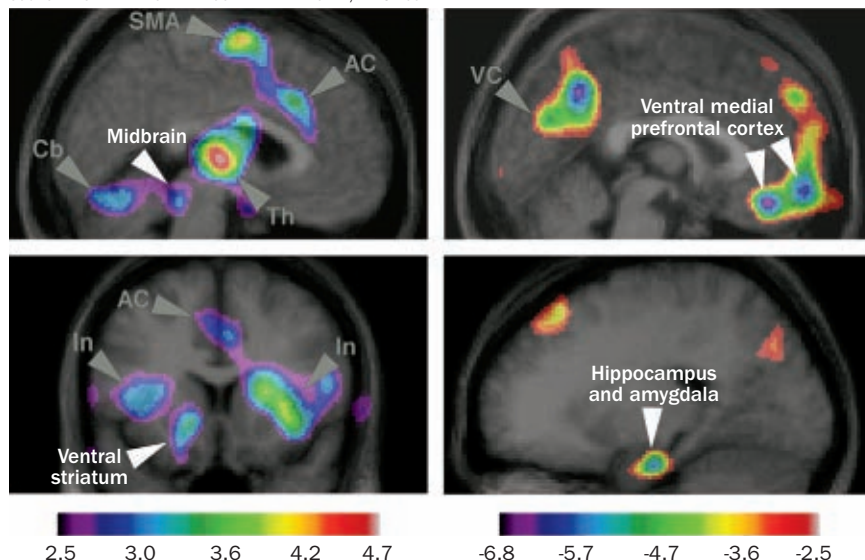 SMA
AC
Cb
Midbrain
Th
VC
Ventral medial
prefrontal cortex
AC
In
In
Ventral
striatum
Hippocampus
and amygdala
2.5 3.0 3.6 4.2 4.7
-6.8 -5.7 -4.7 -3.6 -2.5